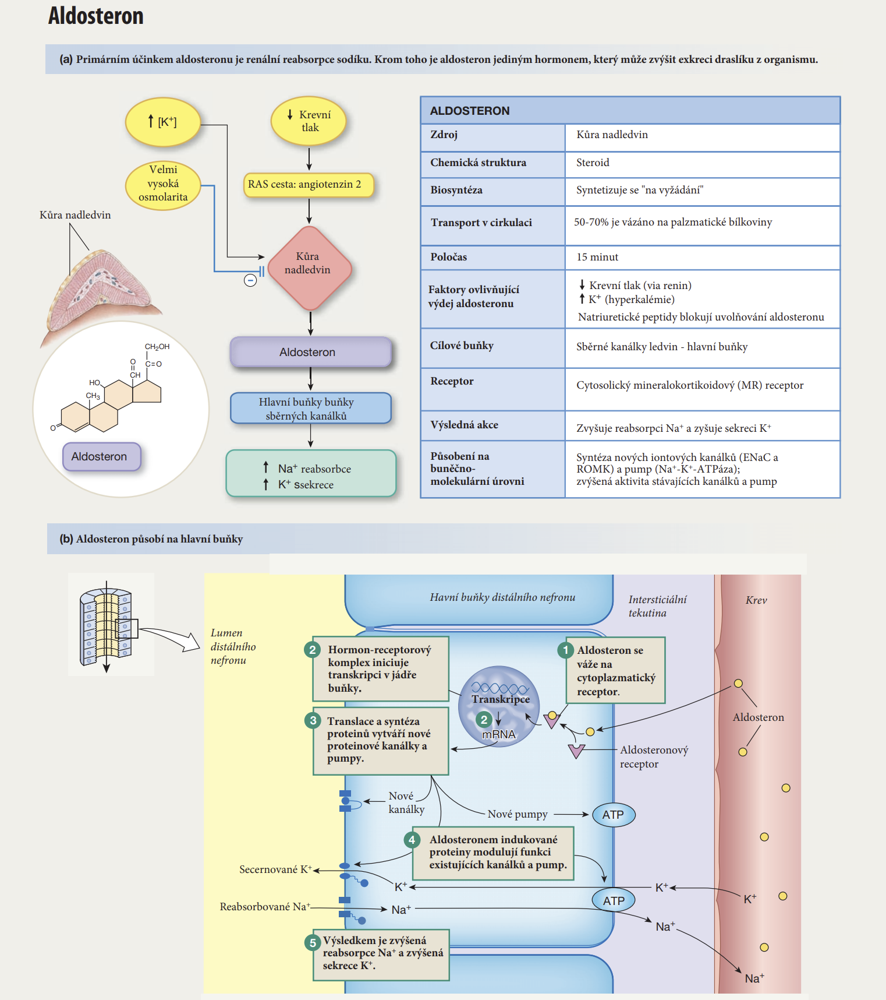 Aldosteron
(a) Primárním účinkem aldosteronu je renální reabsorpce sodíku. Krom toho je aldosteron jediným hormonem, který může zvýšit exkreci draslíku z organismu.
↑ [K⁺]
↓ Krevní
tlak
Velmi
vysoká
osmolarita
RAS cesta: angiotenzin 2
Kůra nadledvin
Kůra
nadledvin
−
Aldosteron
Hlavní buňky buňky
sběrných kanálků
↑ Na⁺ reabsorbce
↑ K⁺ ssekrece
CH₂OH
O
C=O
CH
HO
CH₃
O
Aldosteron
ALDOSTERON
Zdroj
Kůra nadledvin
Chemická struktura
Steroid
Biosyntéza
Syntetizuje se "na vyžádání"
Transport v cirkulaci
50-70% je vázáno na palzmatické bílkoviny
Poločas
15 minut
Faktory ovlivňující
výdej aldosteronu
↓ Krevní tlak (via renin)
↑ K⁺ (hyperkalémie)
Natriuretické peptidy blokují uvolňování aldosteronu
Cílové buňky
Sběrné kanálky ledvin - hlavní buňky
Receptor
Cytosolický mineralokortikoidový (MR) receptor
Výsledná akce
Zvyšuje reabsorpci Na⁺ a zyšuje sekreci K⁺
Působení na
buněčno-
molekulární úrovni
Syntéza nových iontových kanálků (ENaC a
ROMK) a pump (Na⁺-K⁺-ATPáza);
zvýšená aktivita stávajících kanálků a pump
(b) Aldosteron působí na hlavní buňky
Lumen
distálního
nefronu
Havní buňky distálního nefronu
Intersticiální
tekutina
Krev
2 Hormon-receptorový
komplex iniciuje
transkripci v jádře
buňky.
1 Aldosteron se
váže na
cytoplazmatický
receptor.
Transkripce
2
mRNA
3 Translace a syntéza
proteinů vytváří nové
proteinové kanálky a
pumpy.
Aldosteron
Aldosteronový
receptor
Nové
kanálky
Nové pumpy
ATP
4 Aldosteronem indukované
proteiny modulují funkci
existujících kanálků a pump.
Secernované K⁺
K⁺
K⁺
K⁺
ATP
Reabsorbované Na⁺
Na⁺
Na⁺
Na⁺
5 Výsledkem je zvýšená
reabsorpce Na⁺ a zvýšená
sekrece K⁺.